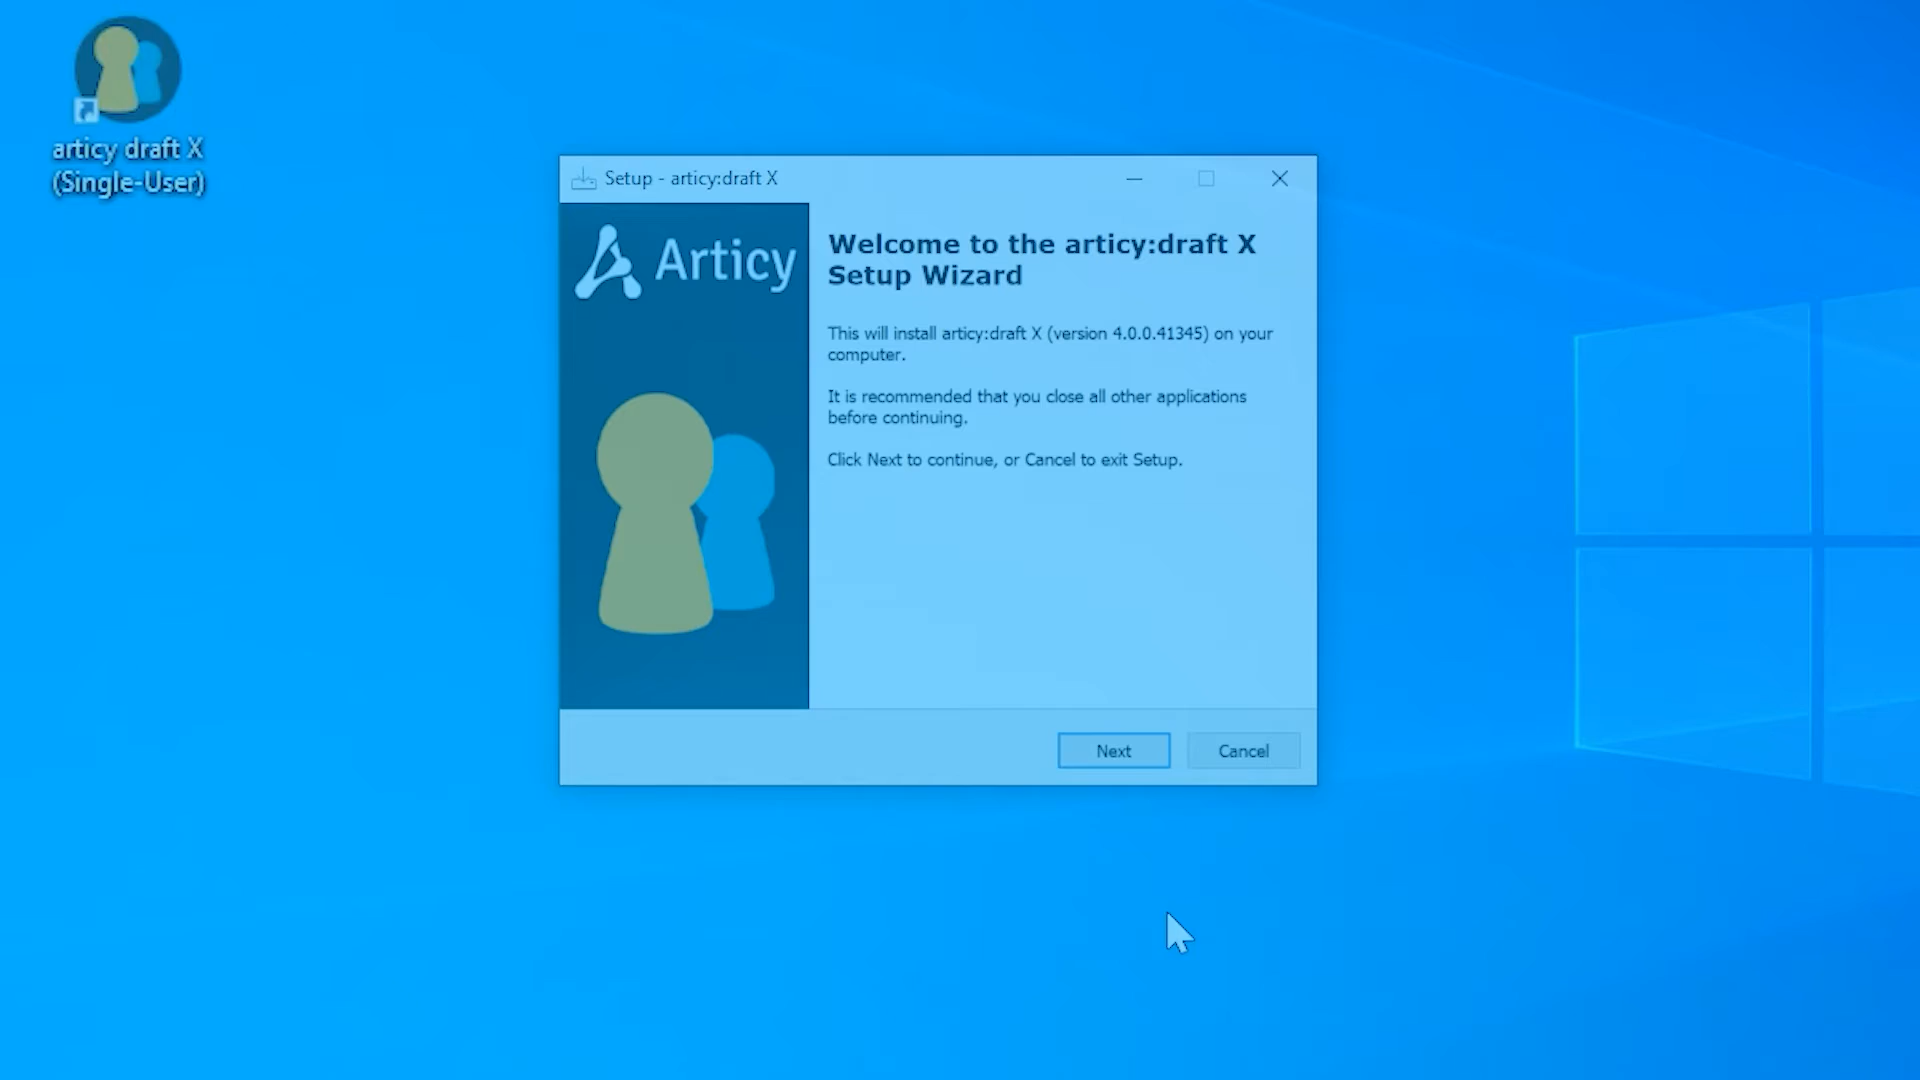 articy draft X
(Single-User)
Setup - articy:draft X
Articy
Welcome to the articy:draft X
Setup Wizard
This will install articy:draft X (version 4.0.0.41345) on your
computer.
It is recommended that you close all other applications
before continuing.
Click Next to continue, or Cancel to exit Setup.
Next
Cancel